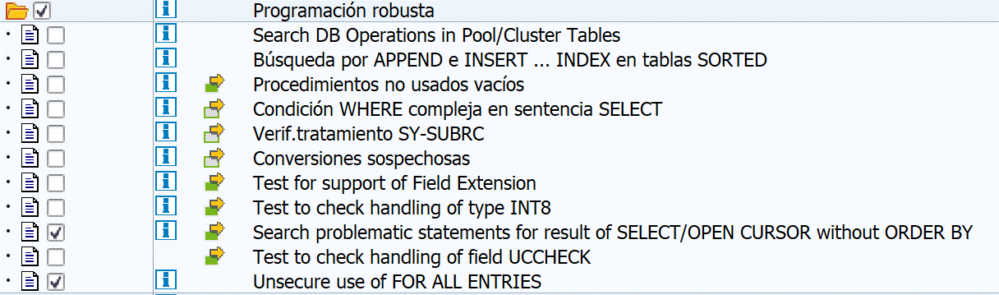 Programación robusta
Search DB Operations in Pool/Cluster Tables
Búsqueda por APPEND e INSERT ... INDEX en tablas SORTED
Procedimientos no usados vacíos
Condición WHERE compleja en sentencia SELECT
Verif.tratamiento SY-SUBRC
Conversiones sospechosas
Test for support of Field Extension
Test to check handling of type INT8
Search problematic statements for result of SELECT/OPEN CURSOR without ORDER BY
Test to check handling of field UCCHECK
Unsecure use of FOR ALL ENTRIES